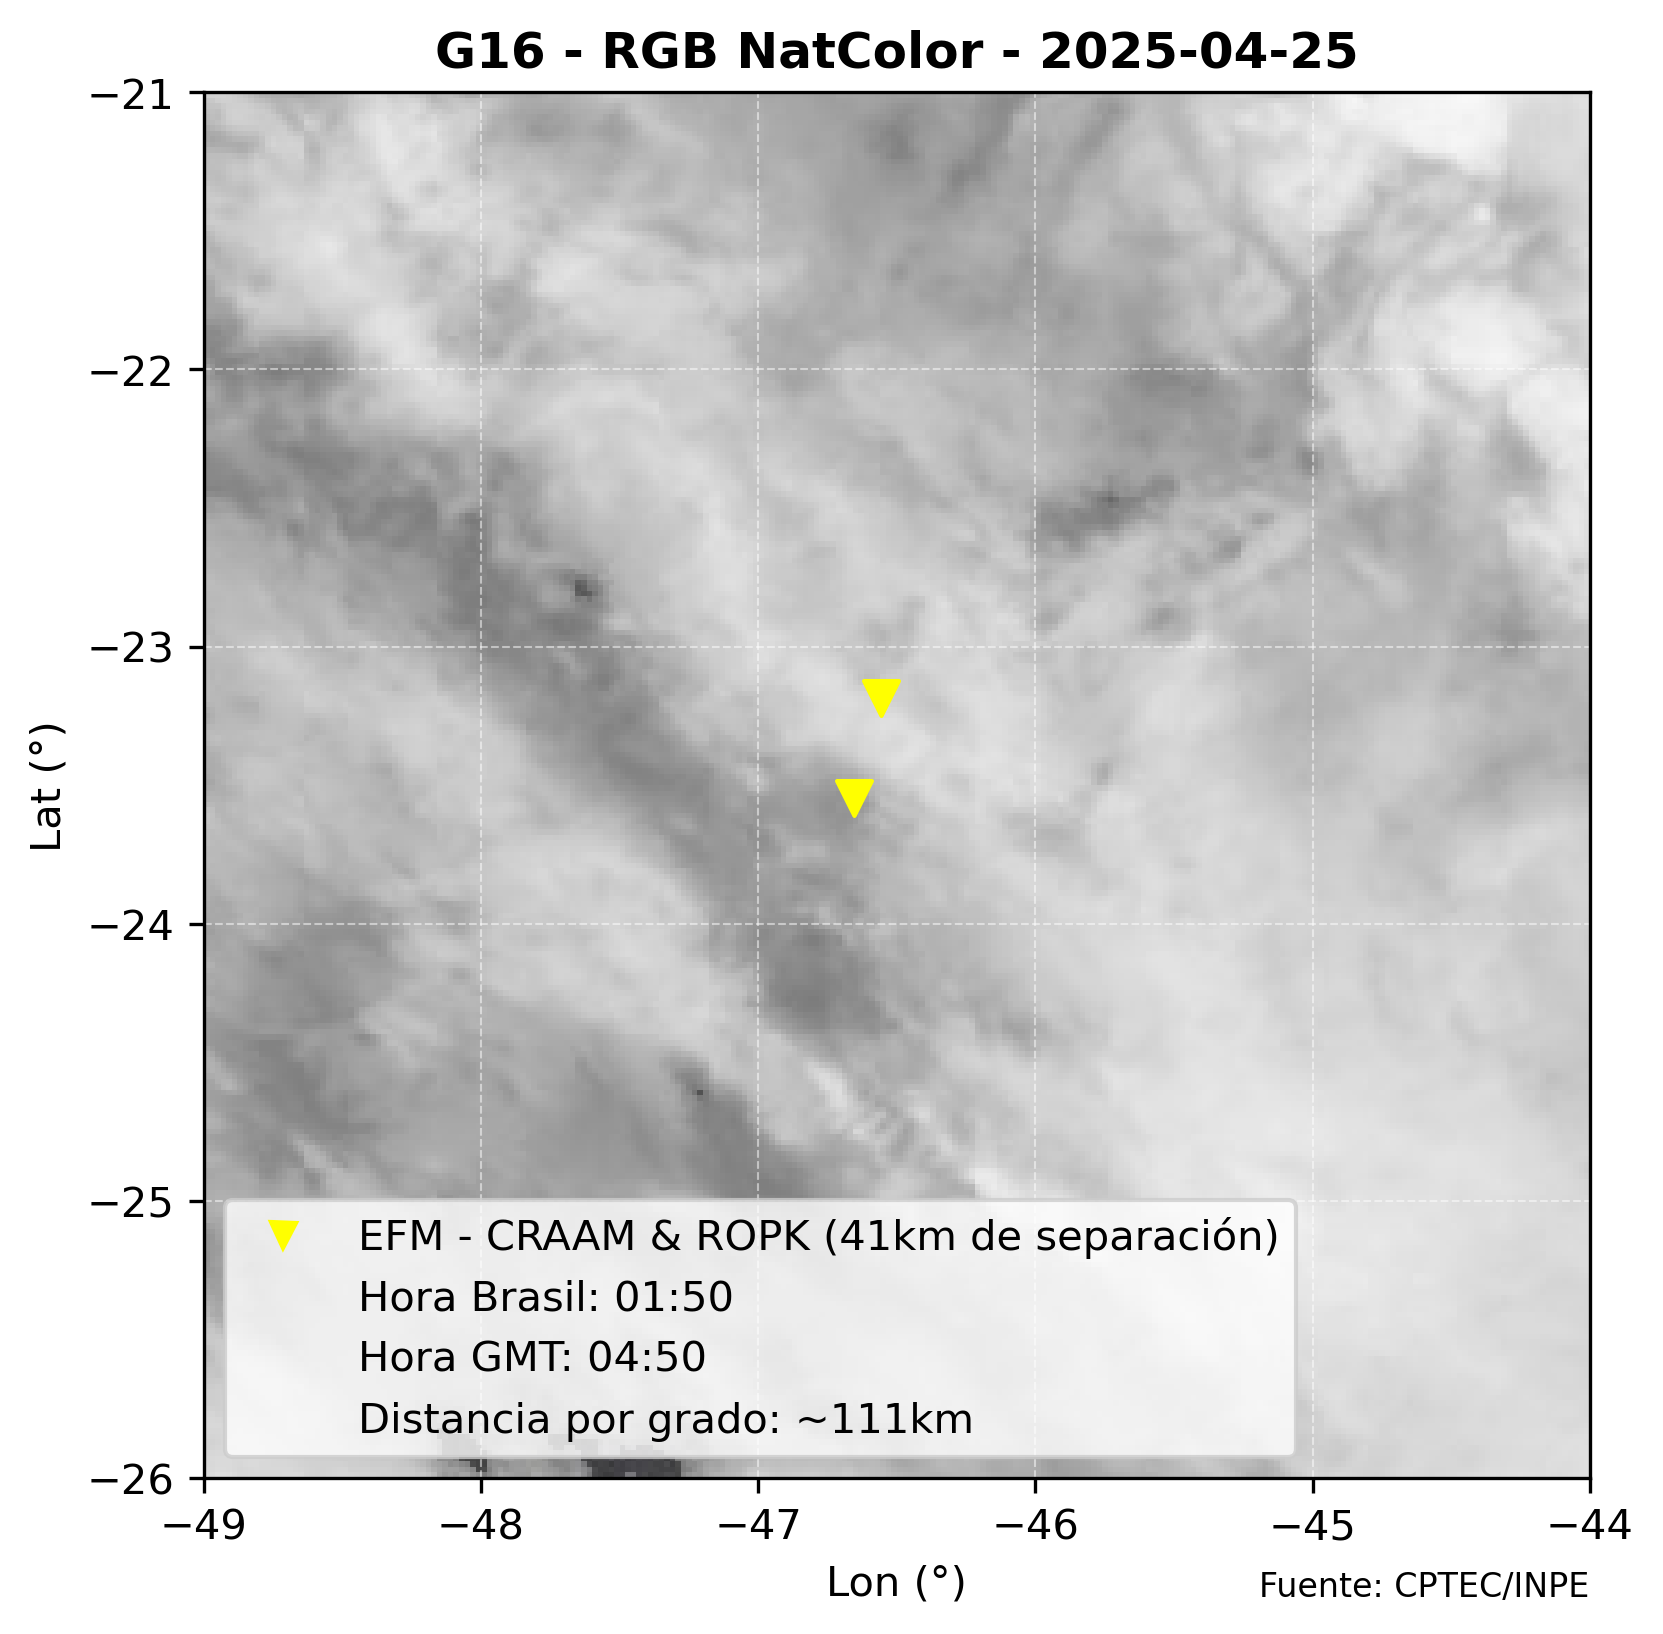 G16 - RGB NatColor - 2025-04-25
−21
−22
−23
−24
−25
−26
Lat (°)
EFM - CRAAM & ROPK (41km de separación)
Hora Brasil: 01:50
Hora GMT: 04:50
Distancia por grado: ~111km
−49
−48
−47
−46
−45
−44
Lon (°)
Fuente: CPTEC/INPE